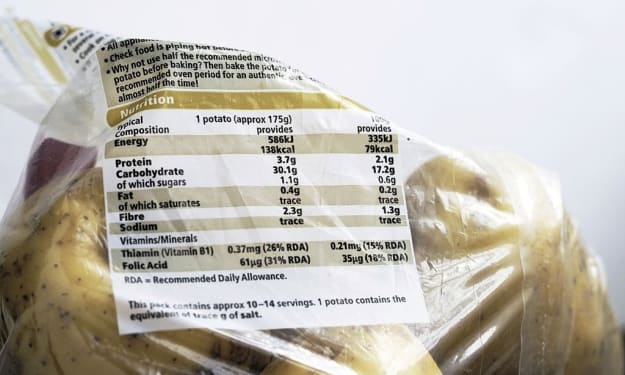 • For
• Cook
• All applian
• Check food is piping hot before
• Why not use half the recommended micro
potato before baking? Then bake the potato
recommended oven period for an authentic ove
almost half the time!
Nutrition
Typical Composition 1 potato (approx 175g) provides 100g provides
Energy 586kJ 335kJ
138kcal 79kcal
Protein 3.7g 2.1g
Carbohydrate 30.1g 17.2g
of which sugars 1.1g 0.6g
Fat 0.4g 0.2g
of which saturates trace trace
Fibre 2.3g 1.3g
Sodium trace trace
Vitamins/Minerals
Thiamin (Vitamin B1) 0.37mg (26% RDA) 0.21mg (15% RDA)
Folic Acid 61µg (31% RDA) 35µg (18% RDA)
RDA = Recommended Daily Allowance.
This pack contains approx 10–14 servings. 1 potato contains the
equivalent of trace g of salt.